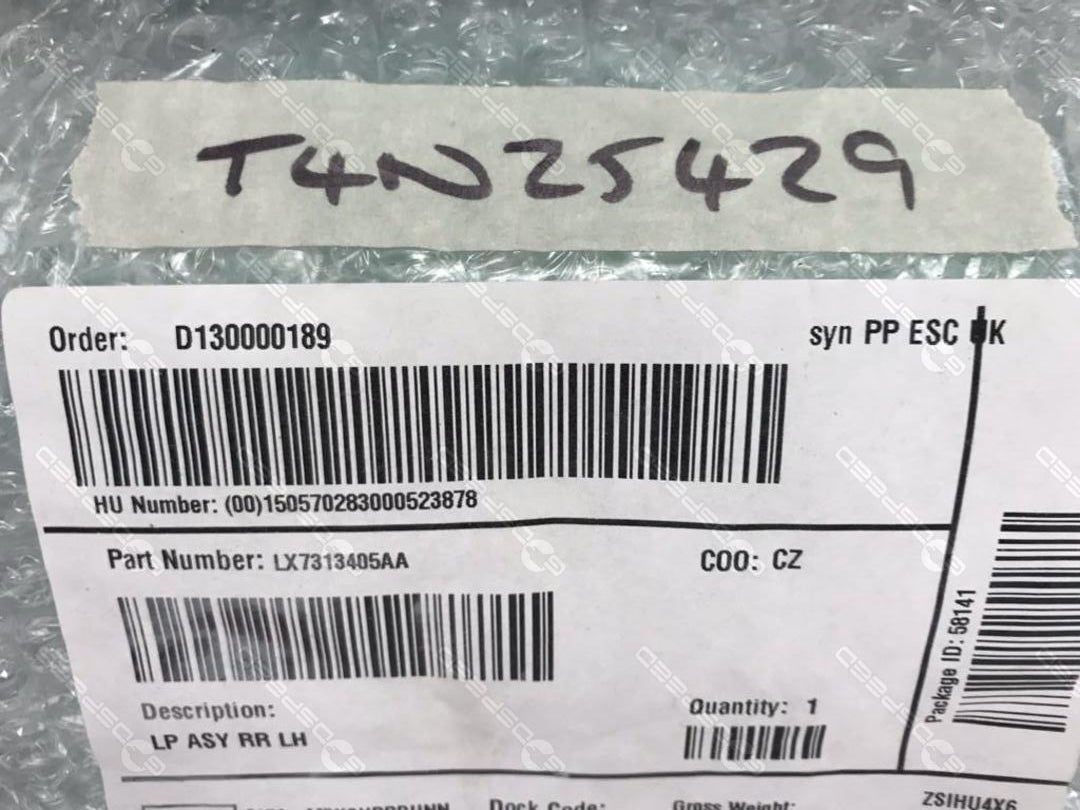 T4N25429
Order: D130000189
syn PP ESC UK
HU Number: (00)150570283000523878
Part Number: LX7313405AA
COO: CZ
Package ID: 58141
Description:
LP ASY RR LH
Quantity: 1
Dock Code:
Gross Weight:
ZSIHU4X6